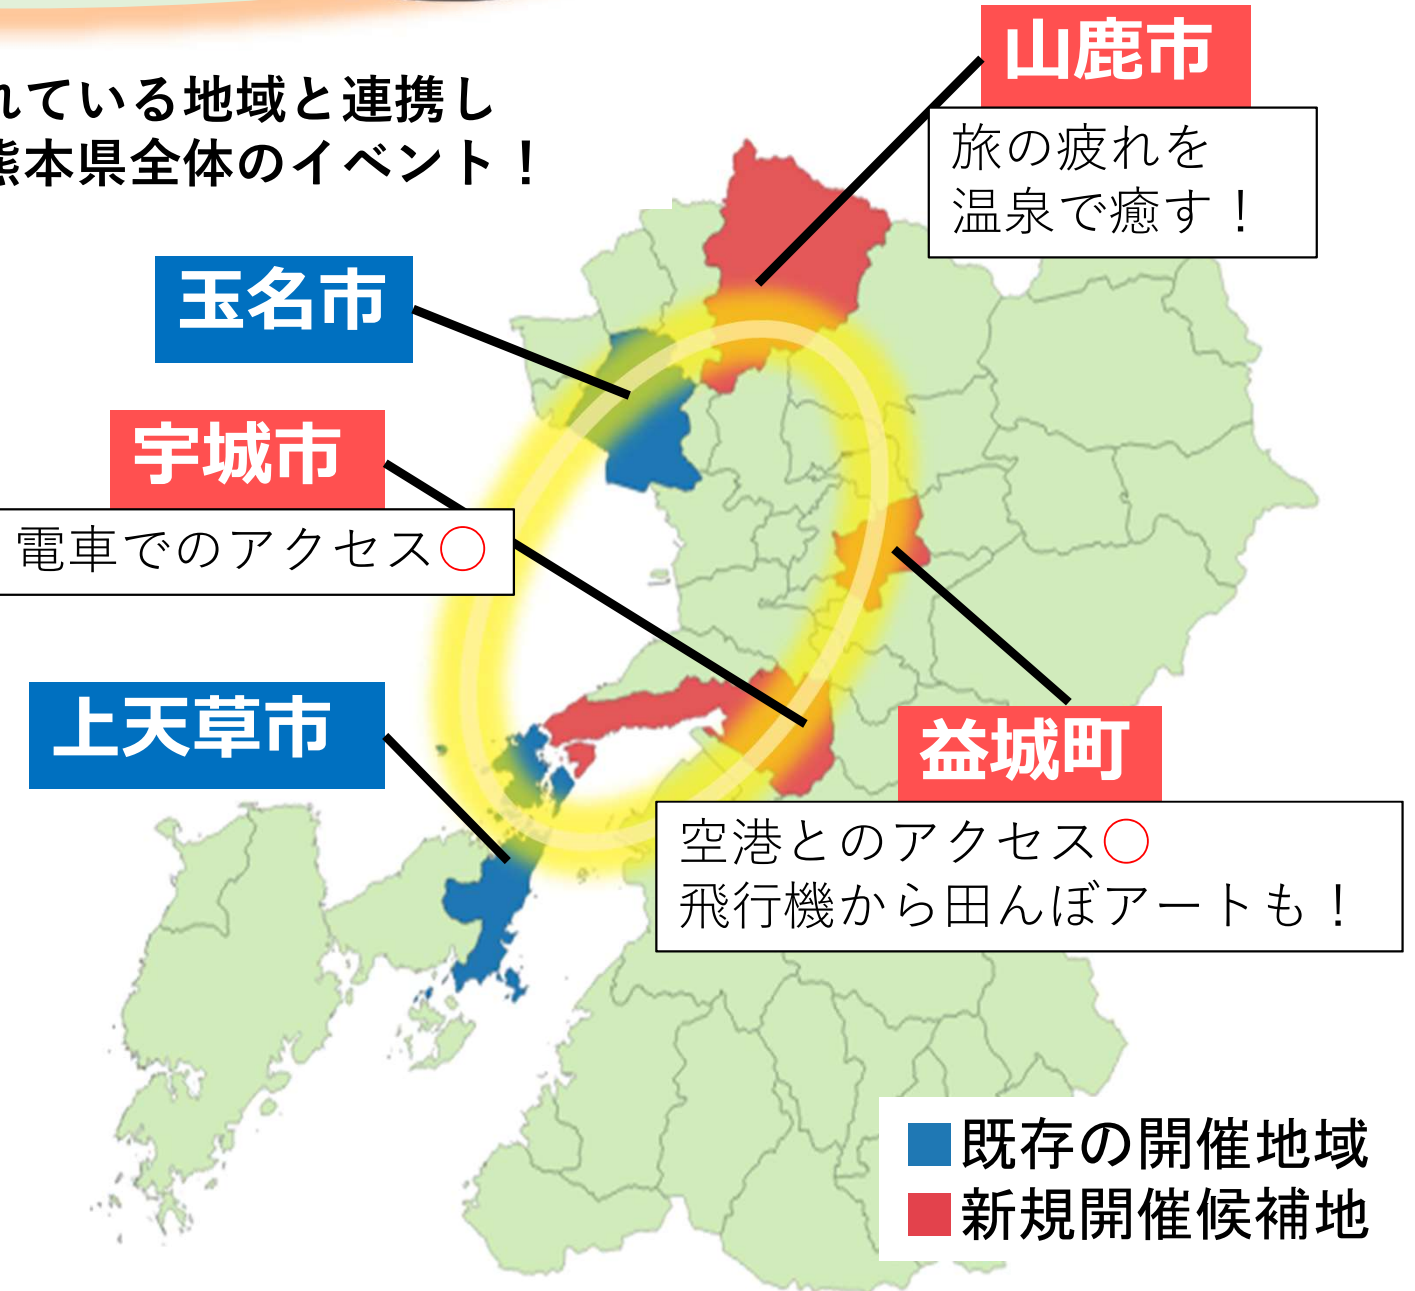 れている地域と連携し
熊本県全体のイベント！
山鹿市
旅の疲れを
温泉で癒す！
玉名市
宇城市
電車でのアクセス○
上天草市
益城町
空港とのアクセス○
飛行機から田んぼアートも！
既存の開催地域
新規開催候補地